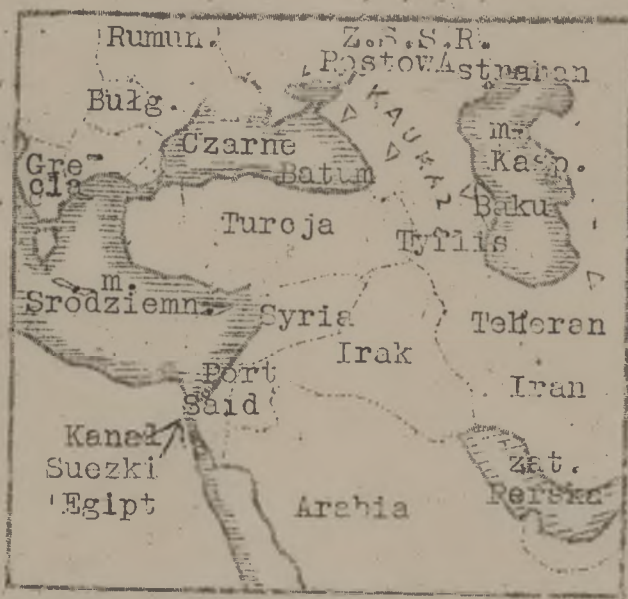 Rumun.
Z.S.S.R.
Rostow Astrahan
Bułg.
KAUKAZ
m.
Czarne
Kasp.
Gre-
cja
Batum
Baku
Turcja
Tyflis
m.
Srodziemn.
Syria
Teheran
Irak
Port
Iran
Said
Kanał
Suezki
zat.
Egipt
Arabia
Perska